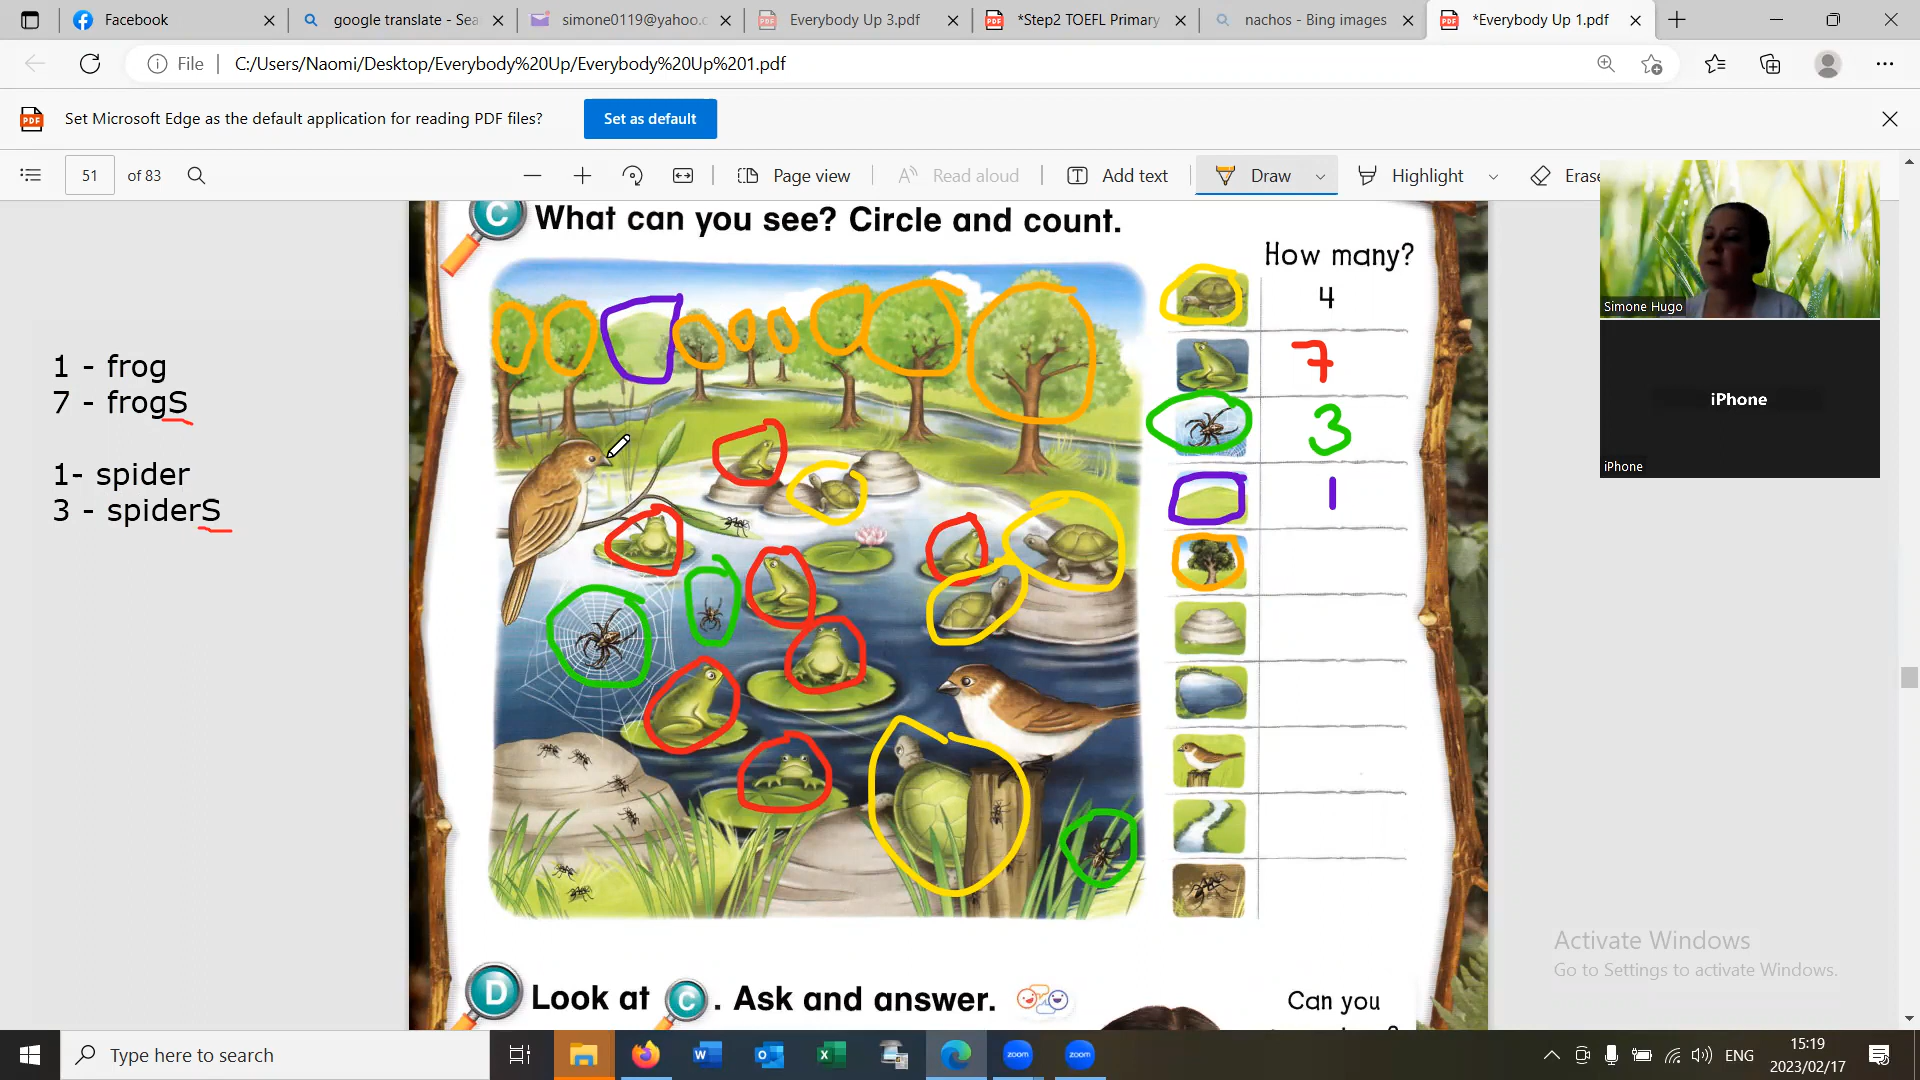 Facebook
google translate - Sea
simone0119@yahoo.c
Everybody Up 3.pdf
*Step2 TOEFL Primary
nachos - Bing images
*Everybody Up 1.pdf
File
C:/Users/Naomi/Desktop/Everybody%20Up/Everybody%20Up%201.pdf
Set Microsoft Edge as the default application for reading PDF files?
Set as default
51 of 83
Page view
Read aloud
Add text
Draw
Highlight
Erase
C What can you see? Circle and count.
How many?
4
7
3
1
1 - frog
7 - frogS
1- spider
3 - spiderS
Simone Hugo
iPhone
iPhone
D Look at C. Ask and answer.
Can you
Activate Windows
Go to Settings to activate Windows.
Type here to search
zoom
zoom
ENG
15:19
2023/02/17